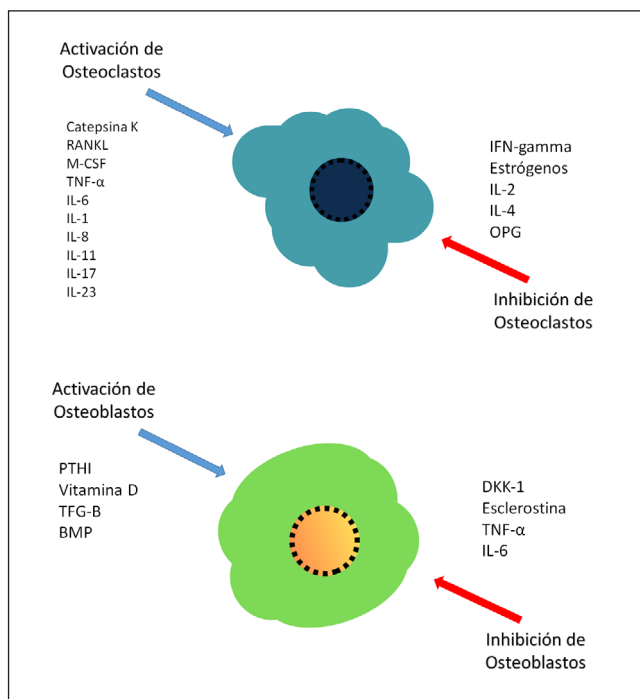 Activación de
Osteoclastos
Catepsina K
RANKL
M-CSF
TNF-α
IL-6
IL-1
IL-8
IL-11
IL-17
IL-23
IFN-gamma
Estrógenos
IL-2
IL-4
OPG
Inhibición de
Osteoclastos
Activación de
Osteoblastos
PTHI
Vitamina D
TFG-B
BMP
DKK-1
Esclerostina
TNF-α
IL-6
Inhibición de
Osteoblastos